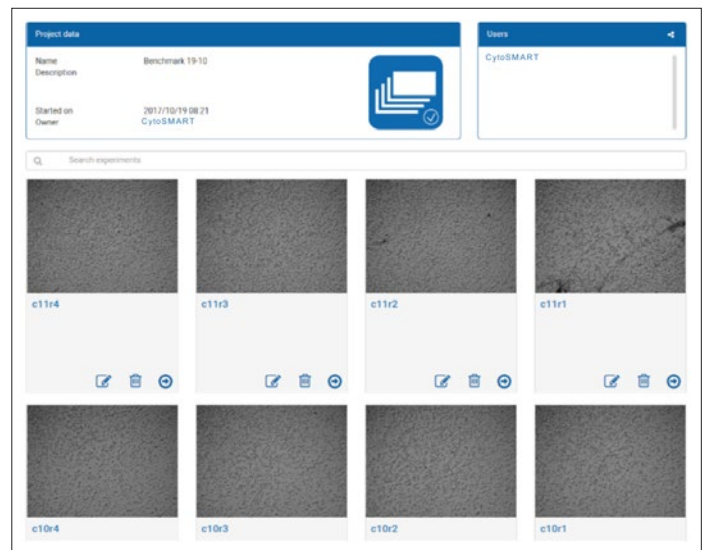 Project data
Name Benchmark 19-10
Description
Started on 2017/10/19 08:21
Owner CytoSMART
Users
CytoSMART
Search experiments
c11r4 c11r3 c11r2 c11r1
c10r4 c10r3 c10r2 c10r1